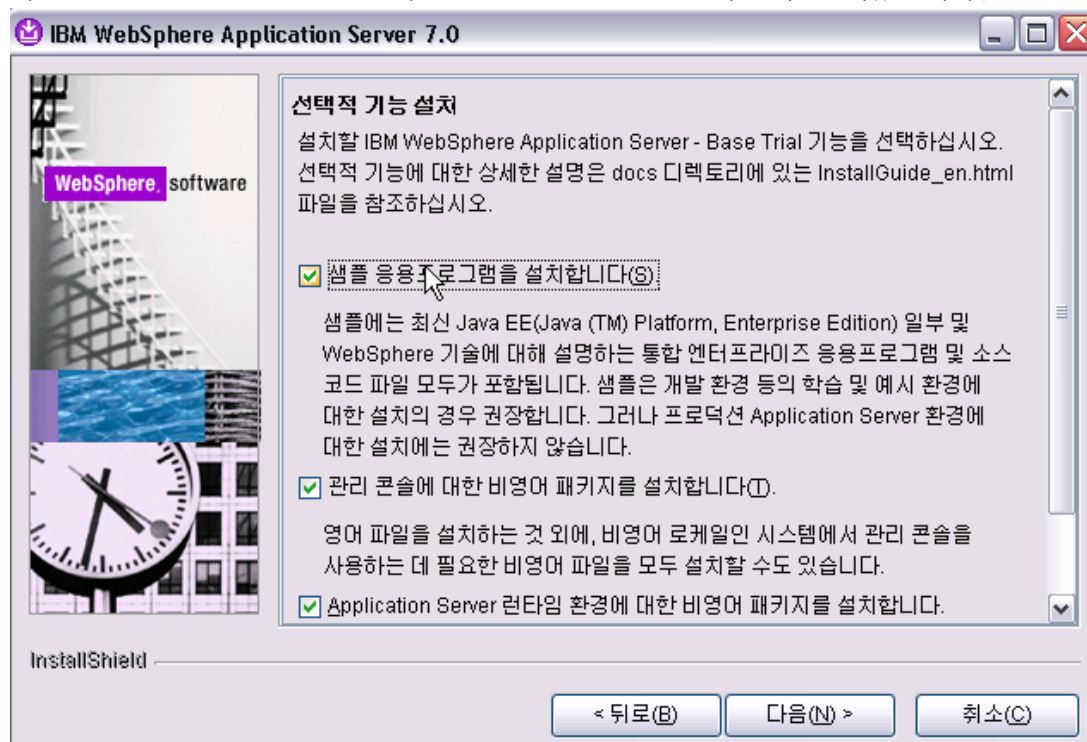 IBM WebSphere Application Server 7.0
WebSphere. software
선택적 기능 설치
설치할 IBM WebSphere Application Server - Base Trial 기능을 선택하십시오.
선택적 기능에 대한 상세한 설명은 docs 디렉토리에 있는 InstallGuide_en.html
파일을 참조하십시오.
샘플 응용프로그램을 설치합니다(S).
샘플에는 최신 Java EE(Java (TM) Platform, Enterprise Edition) 일부 및
WebSphere 기술에 대해 설명하는 통합 엔터프라이즈 응용프로그램 및 소스
코드 파일 모두가 포함됩니다. 샘플은 개발 환경 등의 학습 및 예시 환경에
대한 설치의 경우 권장합니다. 그러나 프로덕션 Application Server 환경에
대한 설치에는 권장하지 않습니다.
관리 콘솔에 대한 비영어 패키지를 설치합니다(T).
영어 파일을 설치하는 것 외에, 비영어 로케일인 시스템에서 관리 콘솔을
사용하는 데 필요한 비영어 파일을 모두 설치할 수도 있습니다.
Application Server 런타임 환경에 대한 비영어 패키지를 설치합니다.
InstallShield
< 뒤로(B)
다음(N) >
취소(C)